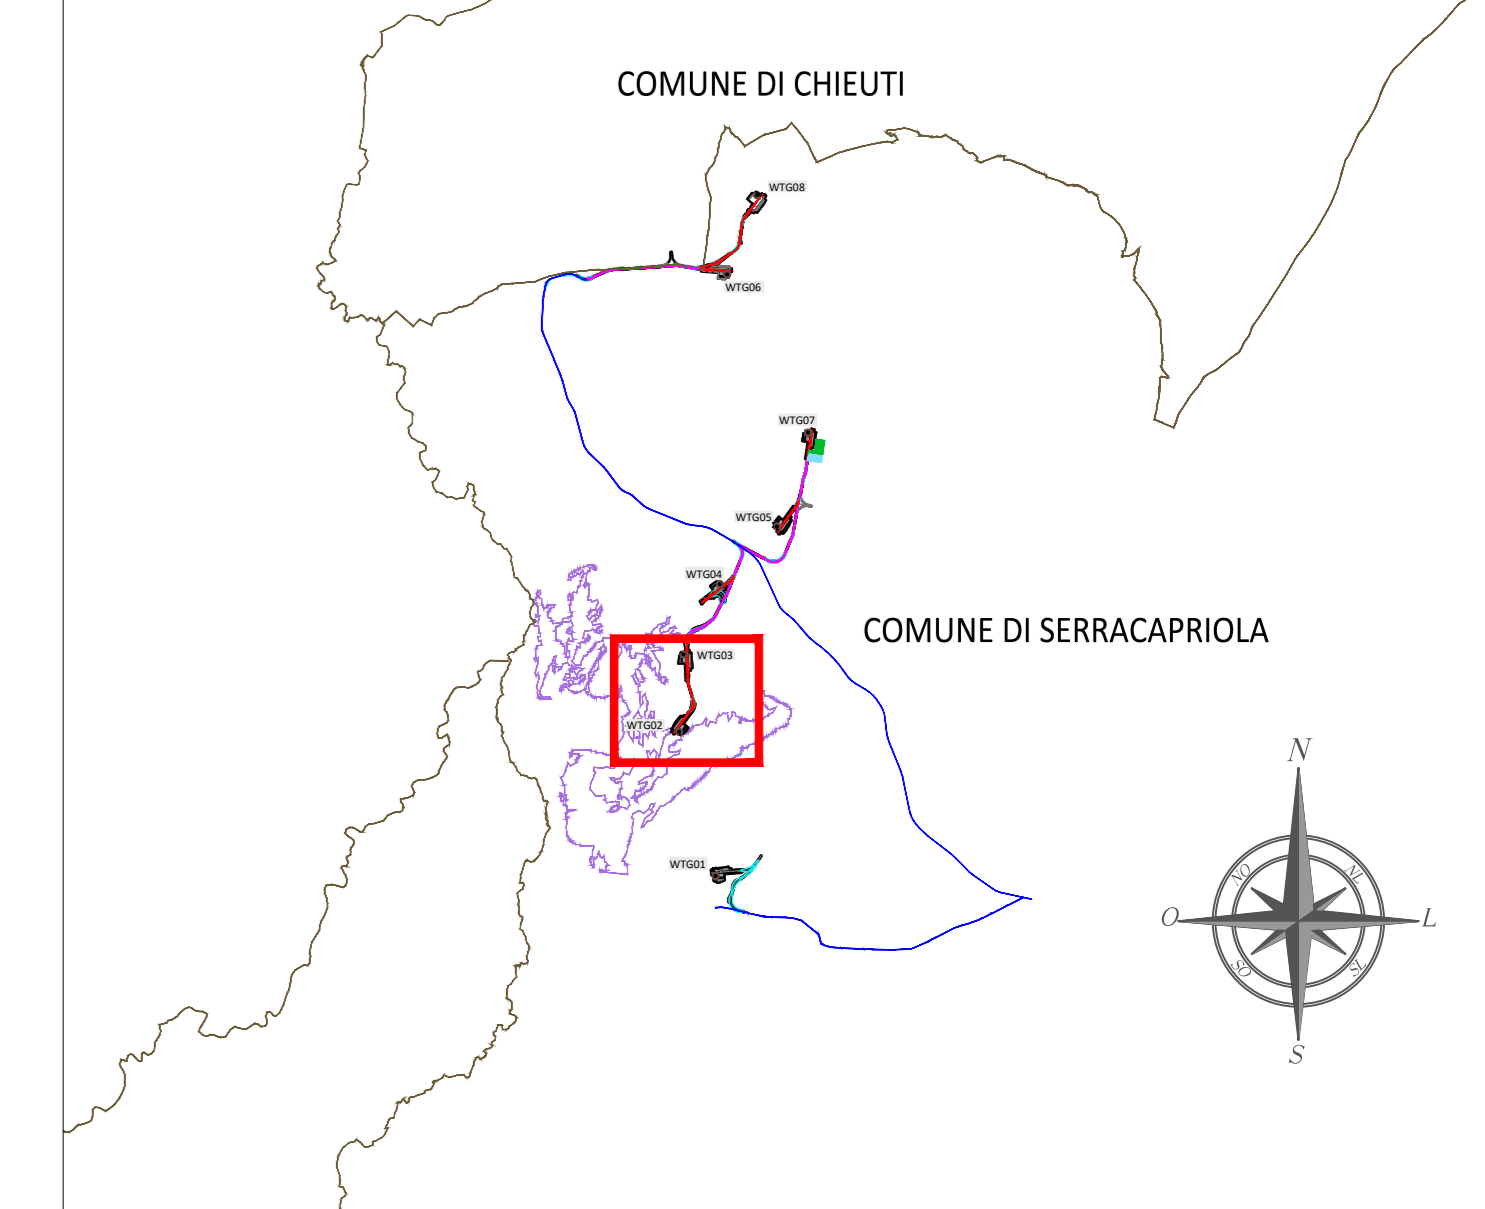 COMUNE DI CHIEUTI
WTG08
WTG06
WTG07
WTG05
WTG04
COMUNE DI SERRACAPRIOLA
WTG03
WTG02
WTG01
N
NO
NL
O
L
SO
SL
S